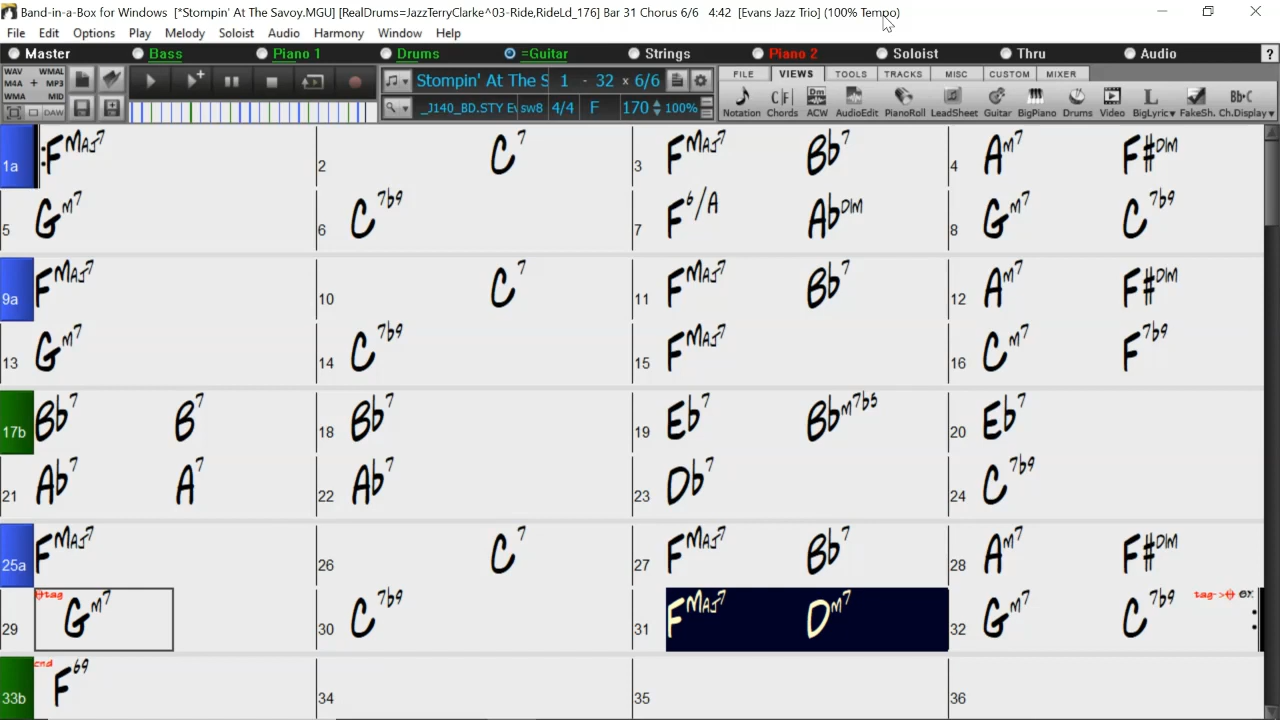 Band-in-a-Box for Windows [*Stompin' At The Savoy.MGU] [RealDrums=JazzTerryClarke^03-Ride,RideLd_176] Bar 31 Chorus 6/6 4:42 [Evans Jazz Trio] (100% Tempo)
File Edit Options Play Melody Soloist Audio Harmony Window Help
Master Bass Piano 1 Drums =Guitar Strings Piano 2 Soloist Thru Audio ?
WAV WMAL Stompin' At The S 1 - 32 x 6/6 FILE VIEWS TOOLS TRACKS MISC CUSTOM MIXER
M4A + MP3
WMA MID
DAW _J140_BD.STY Ev sw8 4/4 F 170 100% Notation Chords ACW AudioEdit PianoRoll LeadSheet Guitar BigPiano Drums Video BigLyric FakeSh. Ch.Display
1a :FMAJ7 2 C7 3 FMAJ7 Bb7 4 Am7 F#DIM
5 Gm7 6 C7b9 7 F6/A AbDIM 8 Gm7 C7b9
9a FMAJ7 10 C7 11 FMAJ7 Bb7 12 Am7 F#DIM
13 Gm7 14 C7b9 15 FMAJ7 16 Cm7 F7b9
17b Bb7 B7 18 Bb7 19 Eb7 Bbm7b5 20 Eb7
21 Ab7 A7 22 Ab7 23 Db7 24 C7b9
25a FMAJ7 26 C7 27 FMAJ7 Bb7 28 Am7 F#DIM
29 tag Gm7 30 C7b9 31 FMAJ7 Dm7 32 Gm7 C7b9 tag->
33b end F69 34 35 36